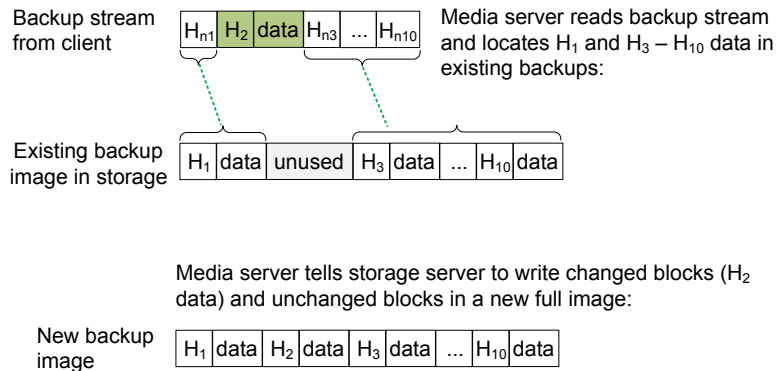 Backup stream
from client
Hn1 H2 data Hn3 ... Hn10
Media server reads backup stream
and locates H1 and H3 – H10 data in
existing backups:
Existing backup
image in storage
H1 data unused H3 data ... H10 data
Media server tells storage server to write changed blocks (H2
data) and unchanged blocks in a new full image:
New backup
image
H1 data H2 data H3 data ... H10 data